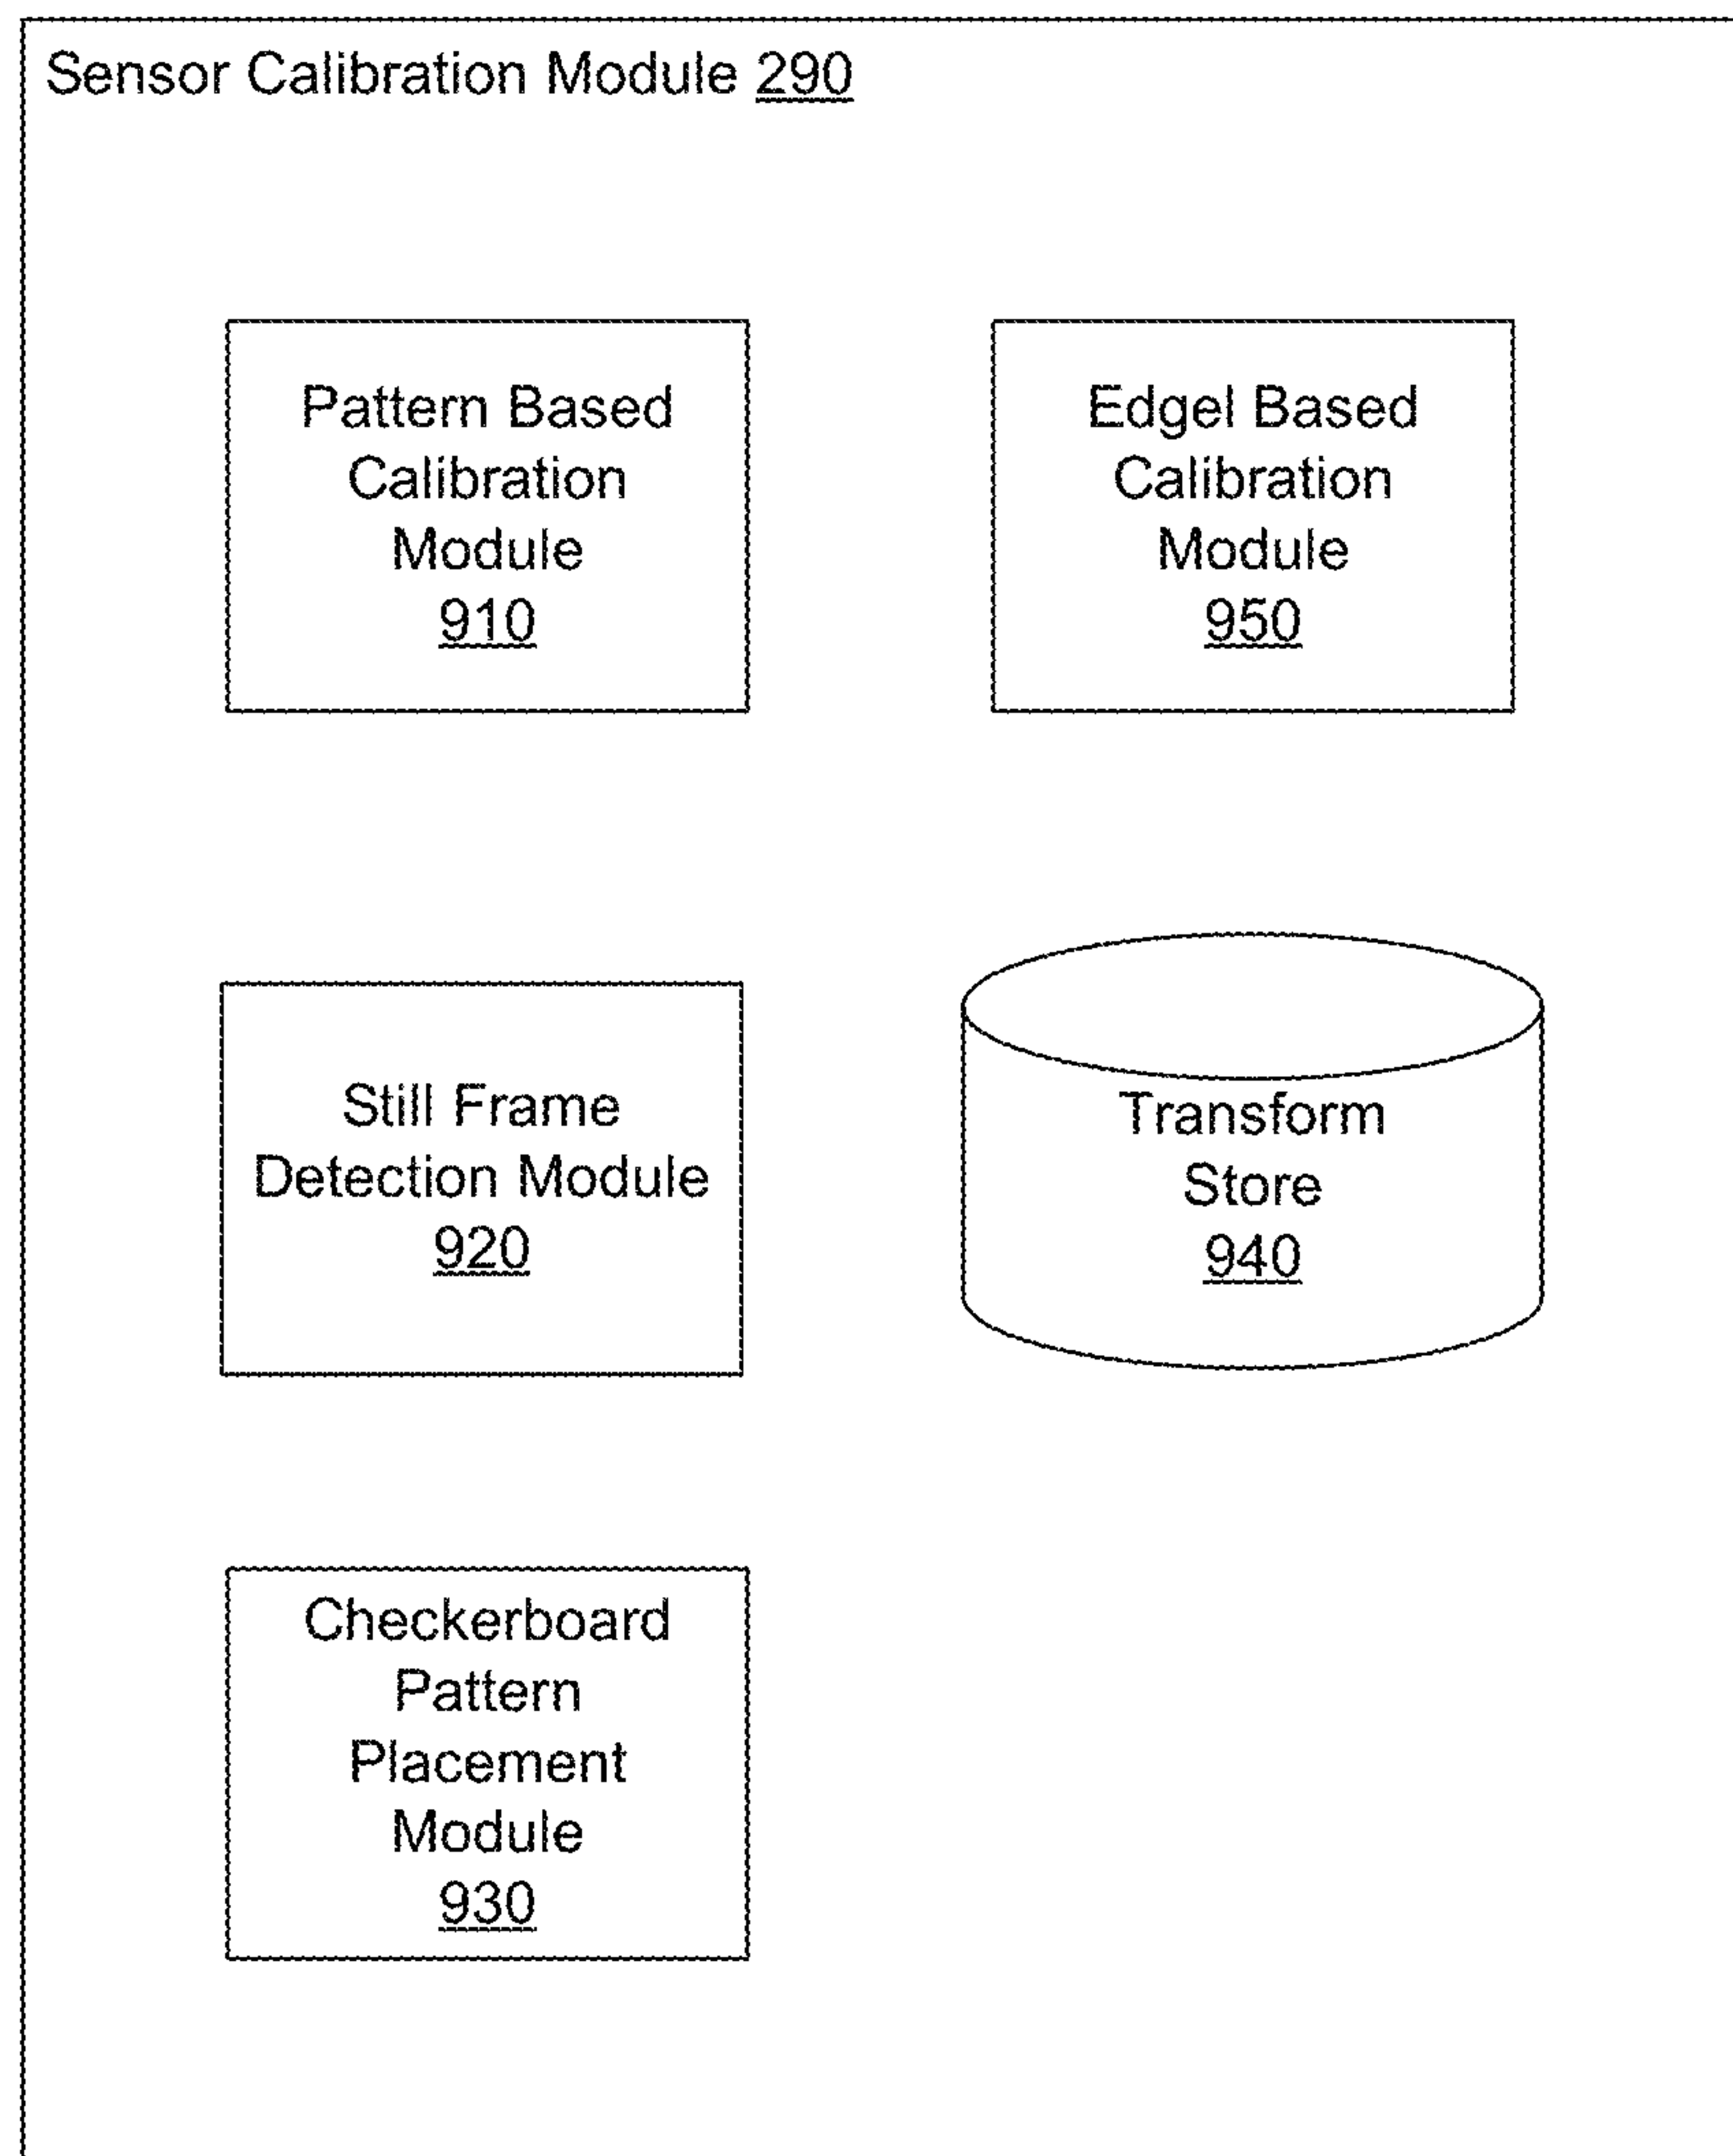 Sensor Calibration Module 290
Pattern Based
Calibration
Module
910
Edgel Based
Calibration
Module
950
Still Frame
Detection Module
920
Transform
Store
940
Checkerboard
Pattern
Placement
Module
930